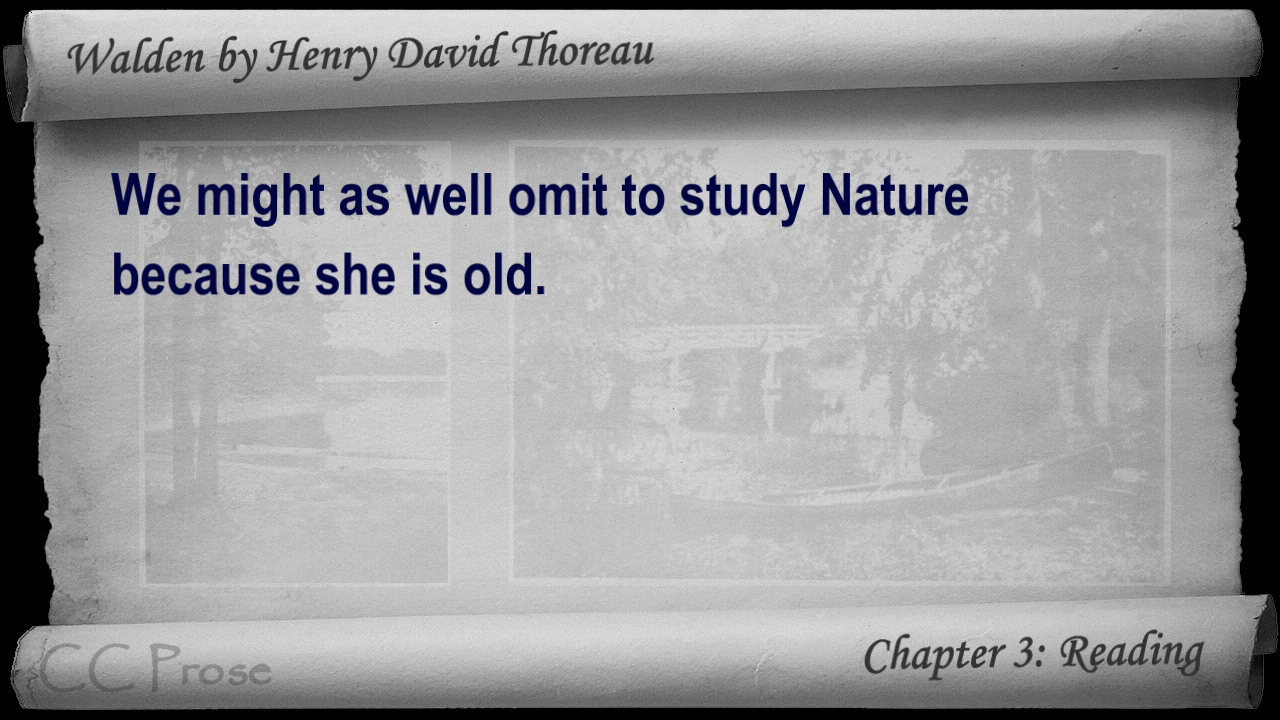 Walden by Henry David Thoreau
We might as well omit to study Nature
because she is old.
CC Prose
Chapter 3: Reading